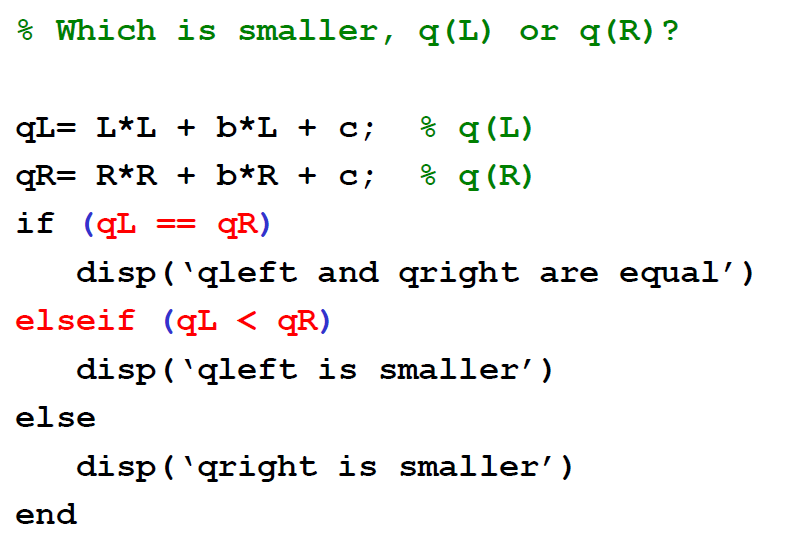 % Which is smaller, q(L) or q(R)?
qL= L*L + b*L + c;  % q(L)
qR= R*R + b*R + c;  % q(R)
if (qL == qR)
   disp(‘qleft and qright are equal’)
elseif (qL < qR)
   disp(‘qleft is smaller’)
else
   disp(‘qright is smaller’)
end